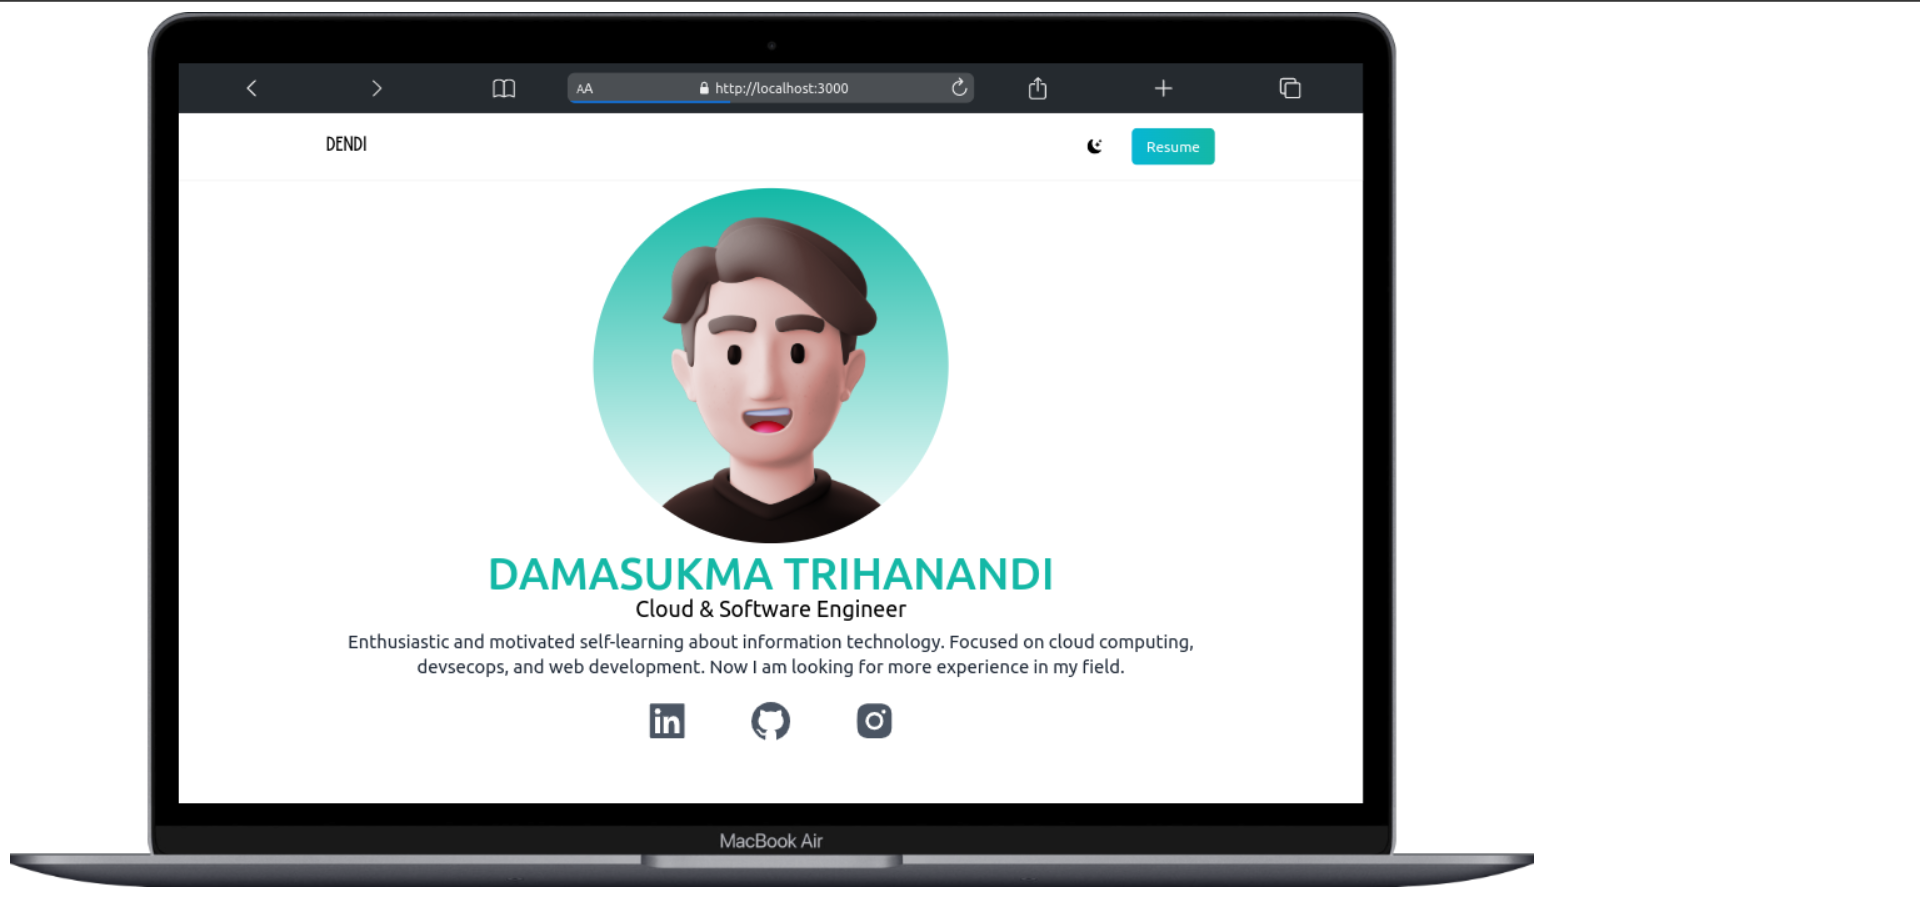 AA
http://localhost:3000
DENDI
Resume
DAMASUKMA TRIHANANDI
Cloud & Software Engineer
Enthusiastic and motivated self-learning about information technology. Focused on cloud computing,
devsecops, and web development. Now I am looking for more experience in my field.
in
MacBook Air